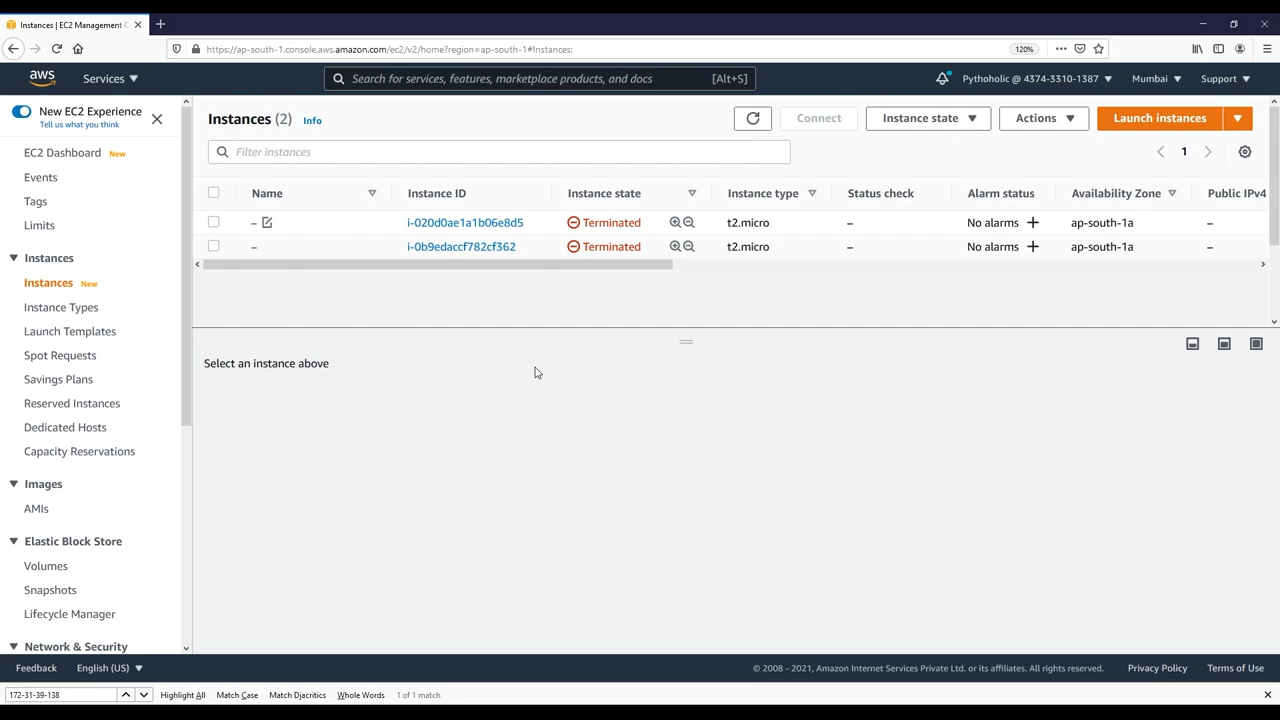 Instances | EC2 Management C
https://ap-south-1.console.aws.amazon.com/ec2/v2/home?region=ap-south-1#Instances:
120%
aws
Services
Search for services, features, marketplace products, and docs
[Alt+S]
Pythoholic @ 4374-3310-1387
Mumbai
Support
New EC2 Experience
Tell us what you think
EC2 Dashboard New
Events
Tags
Limits
Instances
Instances New
Instance Types
Launch Templates
Spot Requests
Savings Plans
Reserved Instances
Dedicated Hosts
Capacity Reservations
Images
AMIs
Elastic Block Store
Volumes
Snapshots
Lifecycle Manager
Network & Security
Instances (2) Info
Connect
Instance state
Actions
Launch instances
Filter instances
1
Name Instance ID Instance state Instance type Status check Alarm status Availability Zone Public IPv4
– i-020d0ae1a1b06e8d5 Terminated t2.micro – No alarms + ap-south-1a –
– i-0b9edaccf782cf362 Terminated t2.micro – No alarms + ap-south-1a –
Select an instance above
Feedback English (US) © 2008 - 2021, Amazon Internet Services Private Ltd. or its affiliates. All rights reserved. Privacy Policy Terms of Use
172-31-39-138 Highlight All Match Case Match Diacritics Whole Words 1 of 1 match